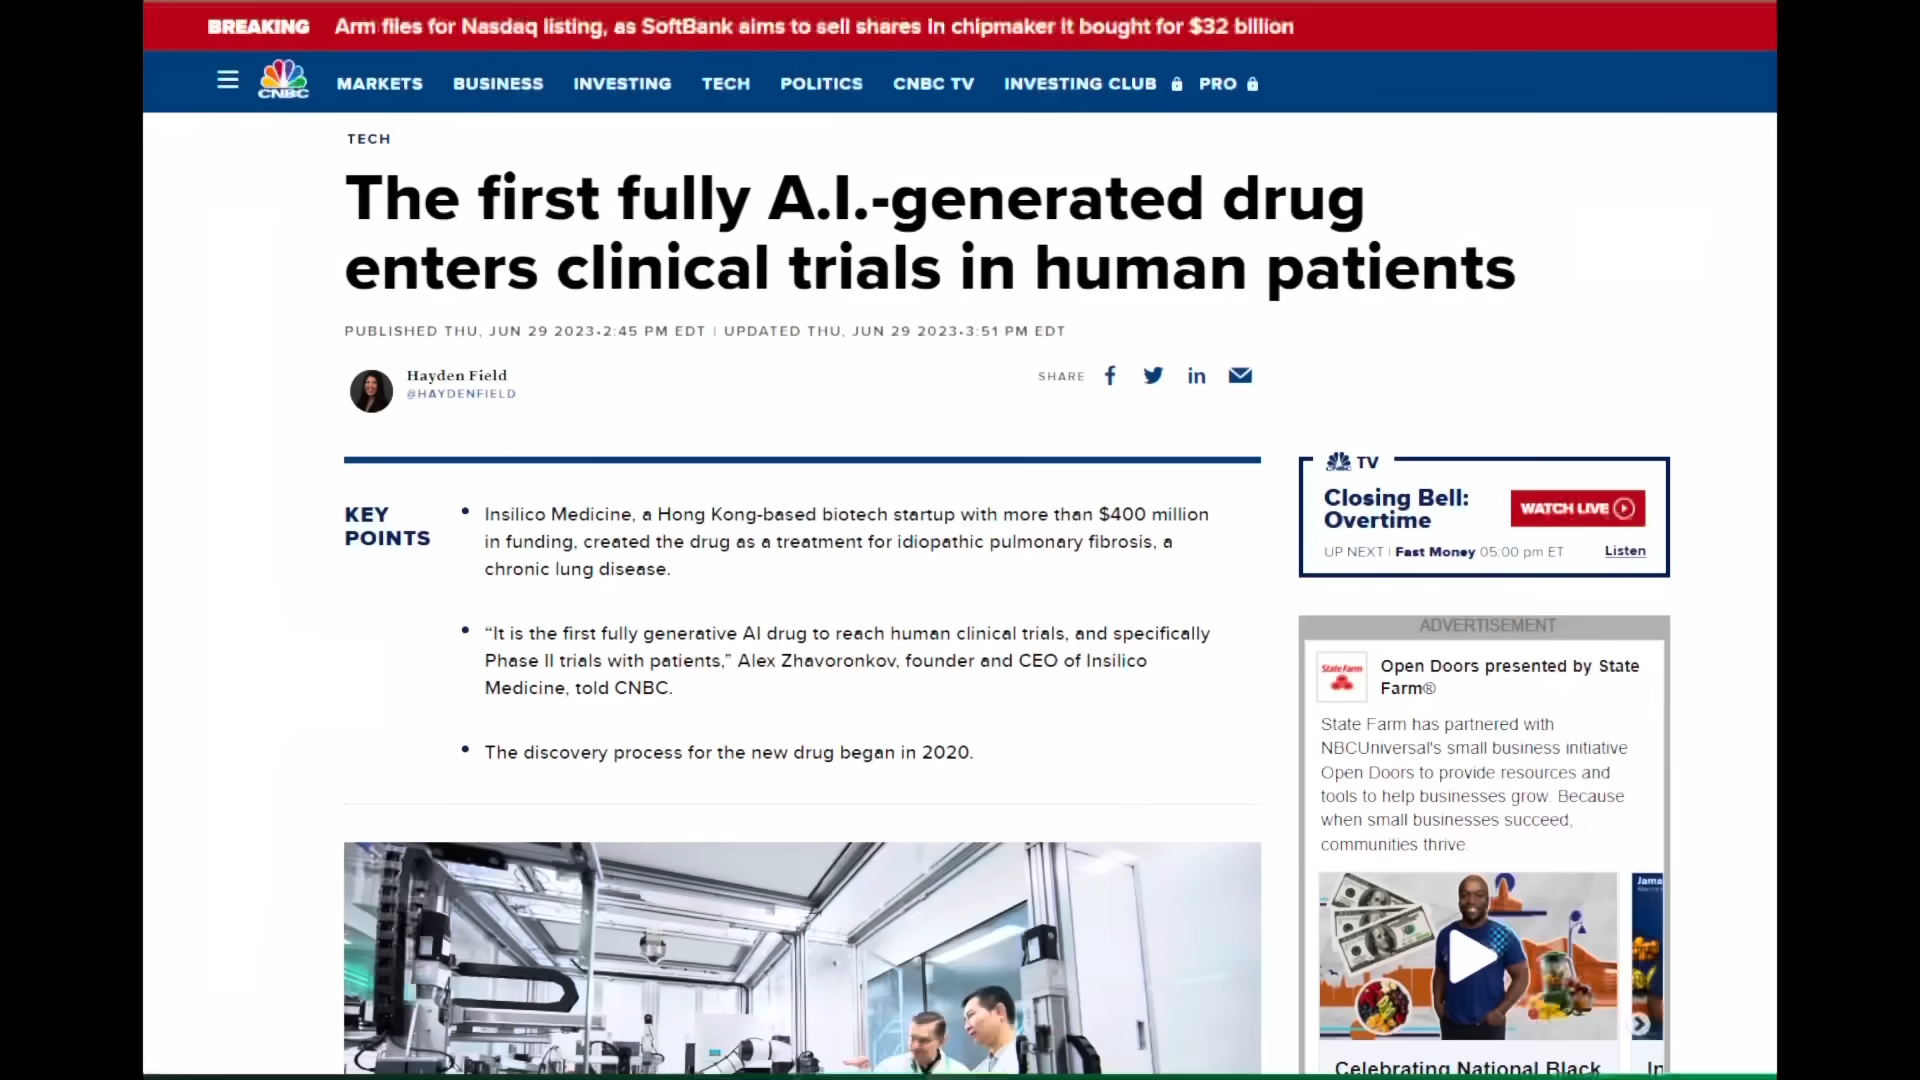 BREAKING Arm files for Nasdaq listing, as SoftBank aims to sell shares in chipmaker it bought for $32 billion
CNBC MARKETS BUSINESS INVESTING TECH POLITICS CNBC TV INVESTING CLUB PRO
TECH
The first fully A.I.-generated drug
enters clinical trials in human patients
PUBLISHED THU, JUN 29 2023•2:45 PM EDT | UPDATED THU, JUN 29 2023•3:51 PM EDT
Hayden Field
@HAYDENFIELD
SHARE f in
KEY
POINTS
• Insilico Medicine, a Hong Kong-based biotech startup with more than $400 million
in funding, created the drug as a treatment for idiopathic pulmonary fibrosis, a
chronic lung disease.
• “It is the first fully generative AI drug to reach human clinical trials, and specifically
Phase II trials with patients,” Alex Zhavoronkov, founder and CEO of Insilico
Medicine, told CNBC.
• The discovery process for the new drug began in 2020.
CNBC TV
Closing Bell:
Overtime
WATCH LIVE
UP NEXT | Fast Money 05:00 pm ET
Listen
ADVERTISEMENT
State Farm
Open Doors presented by State
Farm®
State Farm has partnered with
NBCUniversal's small business initiative
Open Doors to provide resources and
tools to help businesses grow. Because
when small businesses succeed,
communities thrive.
Jama
Celebrating National Black
In